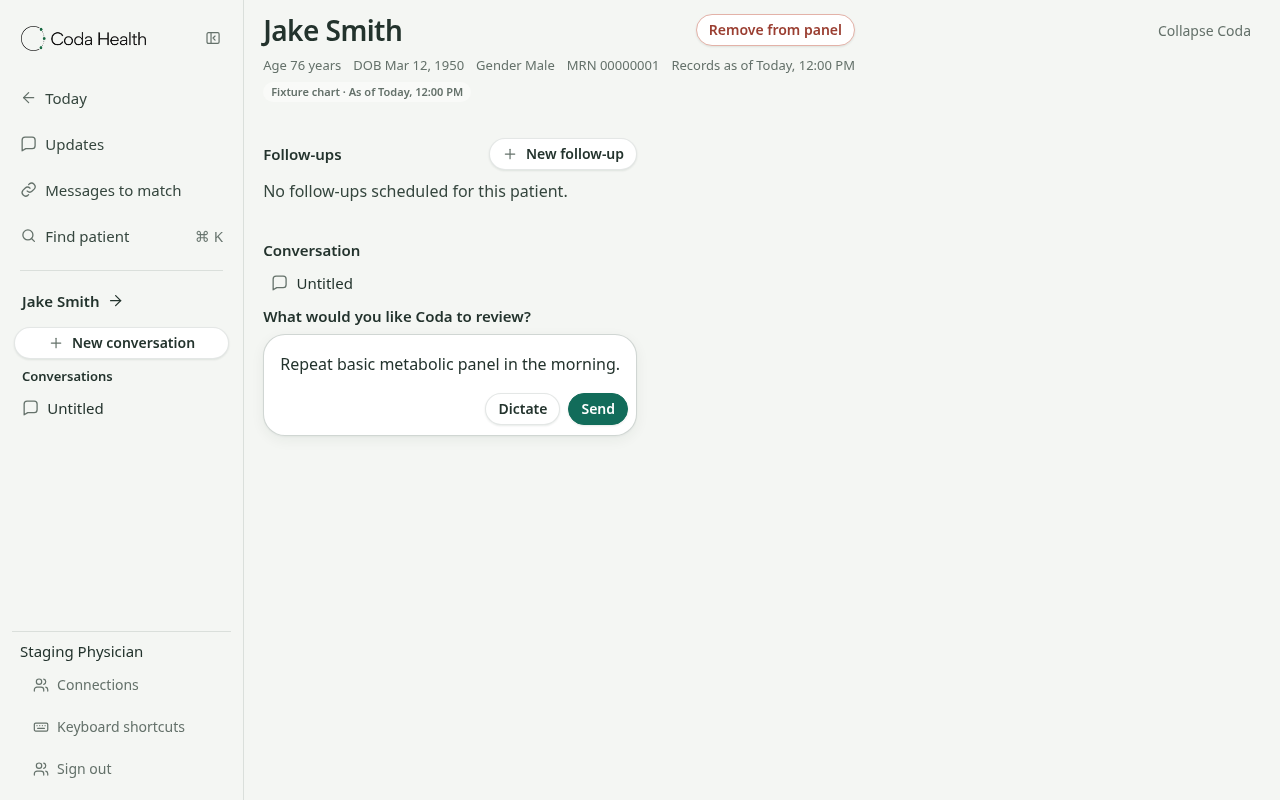 Coda Health
Today
Updates
Messages to match
Find patient ⌘ K
Jake Smith
New conversation
Conversations
Untitled
Staging Physician
Connections
Keyboard shortcuts
Sign out
Jake Smith
Remove from panel
Collapse Coda
Age 76 years DOB Mar 12, 1950 Gender Male MRN 00000001 Records as of Today, 12:00 PM
Fixture chart · As of Today, 12:00 PM
Follow-ups
New follow-up
No follow-ups scheduled for this patient.
Conversation
Untitled
What would you like Coda to review?
Repeat basic metabolic panel in the morning.
Dictate
Send